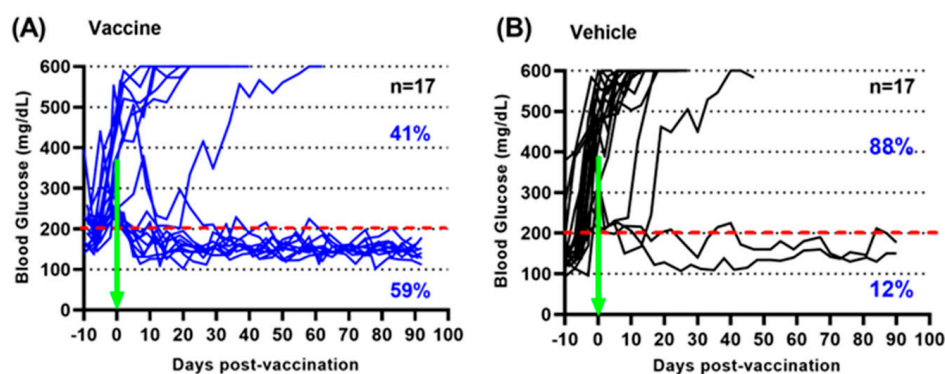 (A) Vaccine
Blood Glucose (mg/dL)
600
500
400
300
200
100
0
n=17
41%
59%
-10 0 10 20 30 40 50 60 70 80 90 100
Days post-vaccination
(B) Vehicle
Blood Glucose (mg/dL)
600
500
400
300
200
100
0
n=17
88%
12%
-10 0 10 20 30 40 50 60 70 80 90 100
Days post-vaccination